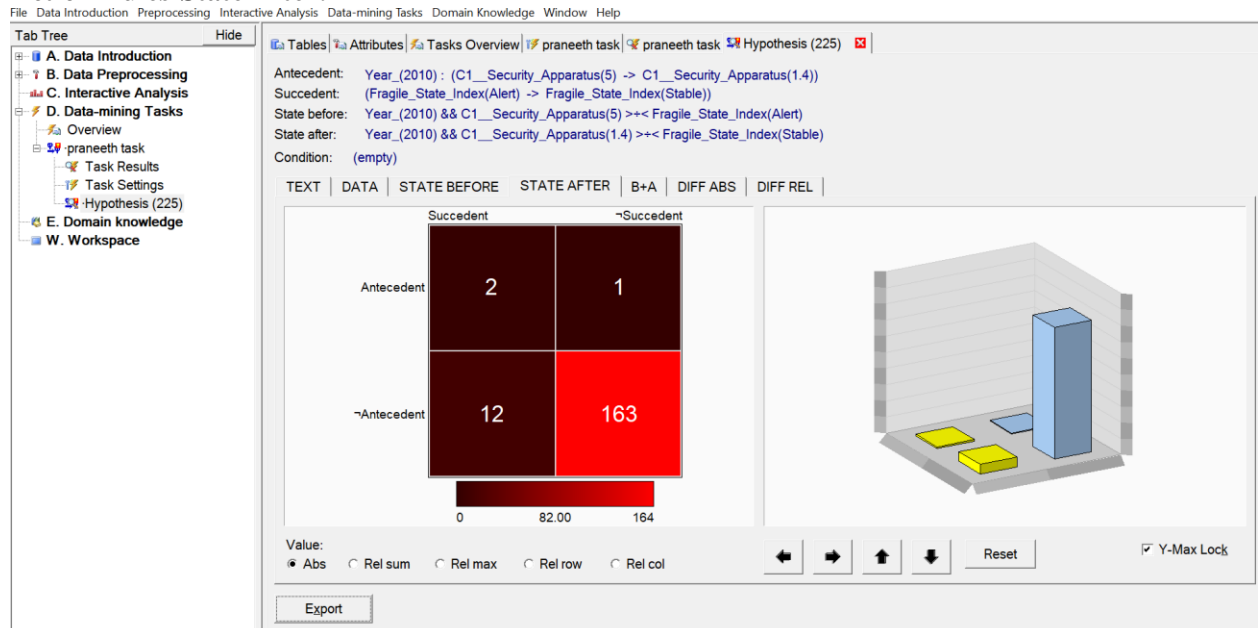 File Data Introduction Preprocessing Interactive Analysis Data-mining Tasks Domain Knowledge Window Help
Tab Tree
Hide
A. Data Introduction
B. Data Preprocessing
C. Interactive Analysis
D. Data-mining Tasks
Overview
praneeth task
Task Results
Task Settings
Hypothesis (225)
E. Domain knowledge
W. Workspace
Tables Attributes Tasks Overview praneeth task praneeth task Hypothesis (225)
Antecedent: Year_(2010) : (C1__Security_Apparatus(5) -> C1__Security_Apparatus(1.4))
Succedent: (Fragile_State_Index(Alert) -> Fragile_State_Index(Stable))
State before: Year_(2010) && C1__Security_Apparatus(5) >+< Fragile_State_Index(Alert)
State after: Year_(2010) && C1__Security_Apparatus(1.4) >+< Fragile_State_Index(Stable)
Condition: (empty)
TEXT DATA STATE BEFORE STATE AFTER B+A DIFF ABS DIFF REL
Succedent ¬Succedent
Antecedent 2 1
¬Antecedent 12 163
0 82.00 164
Value:
Abs Rel sum Rel max Rel row Rel col
Reset
Y-Max Lock
Export